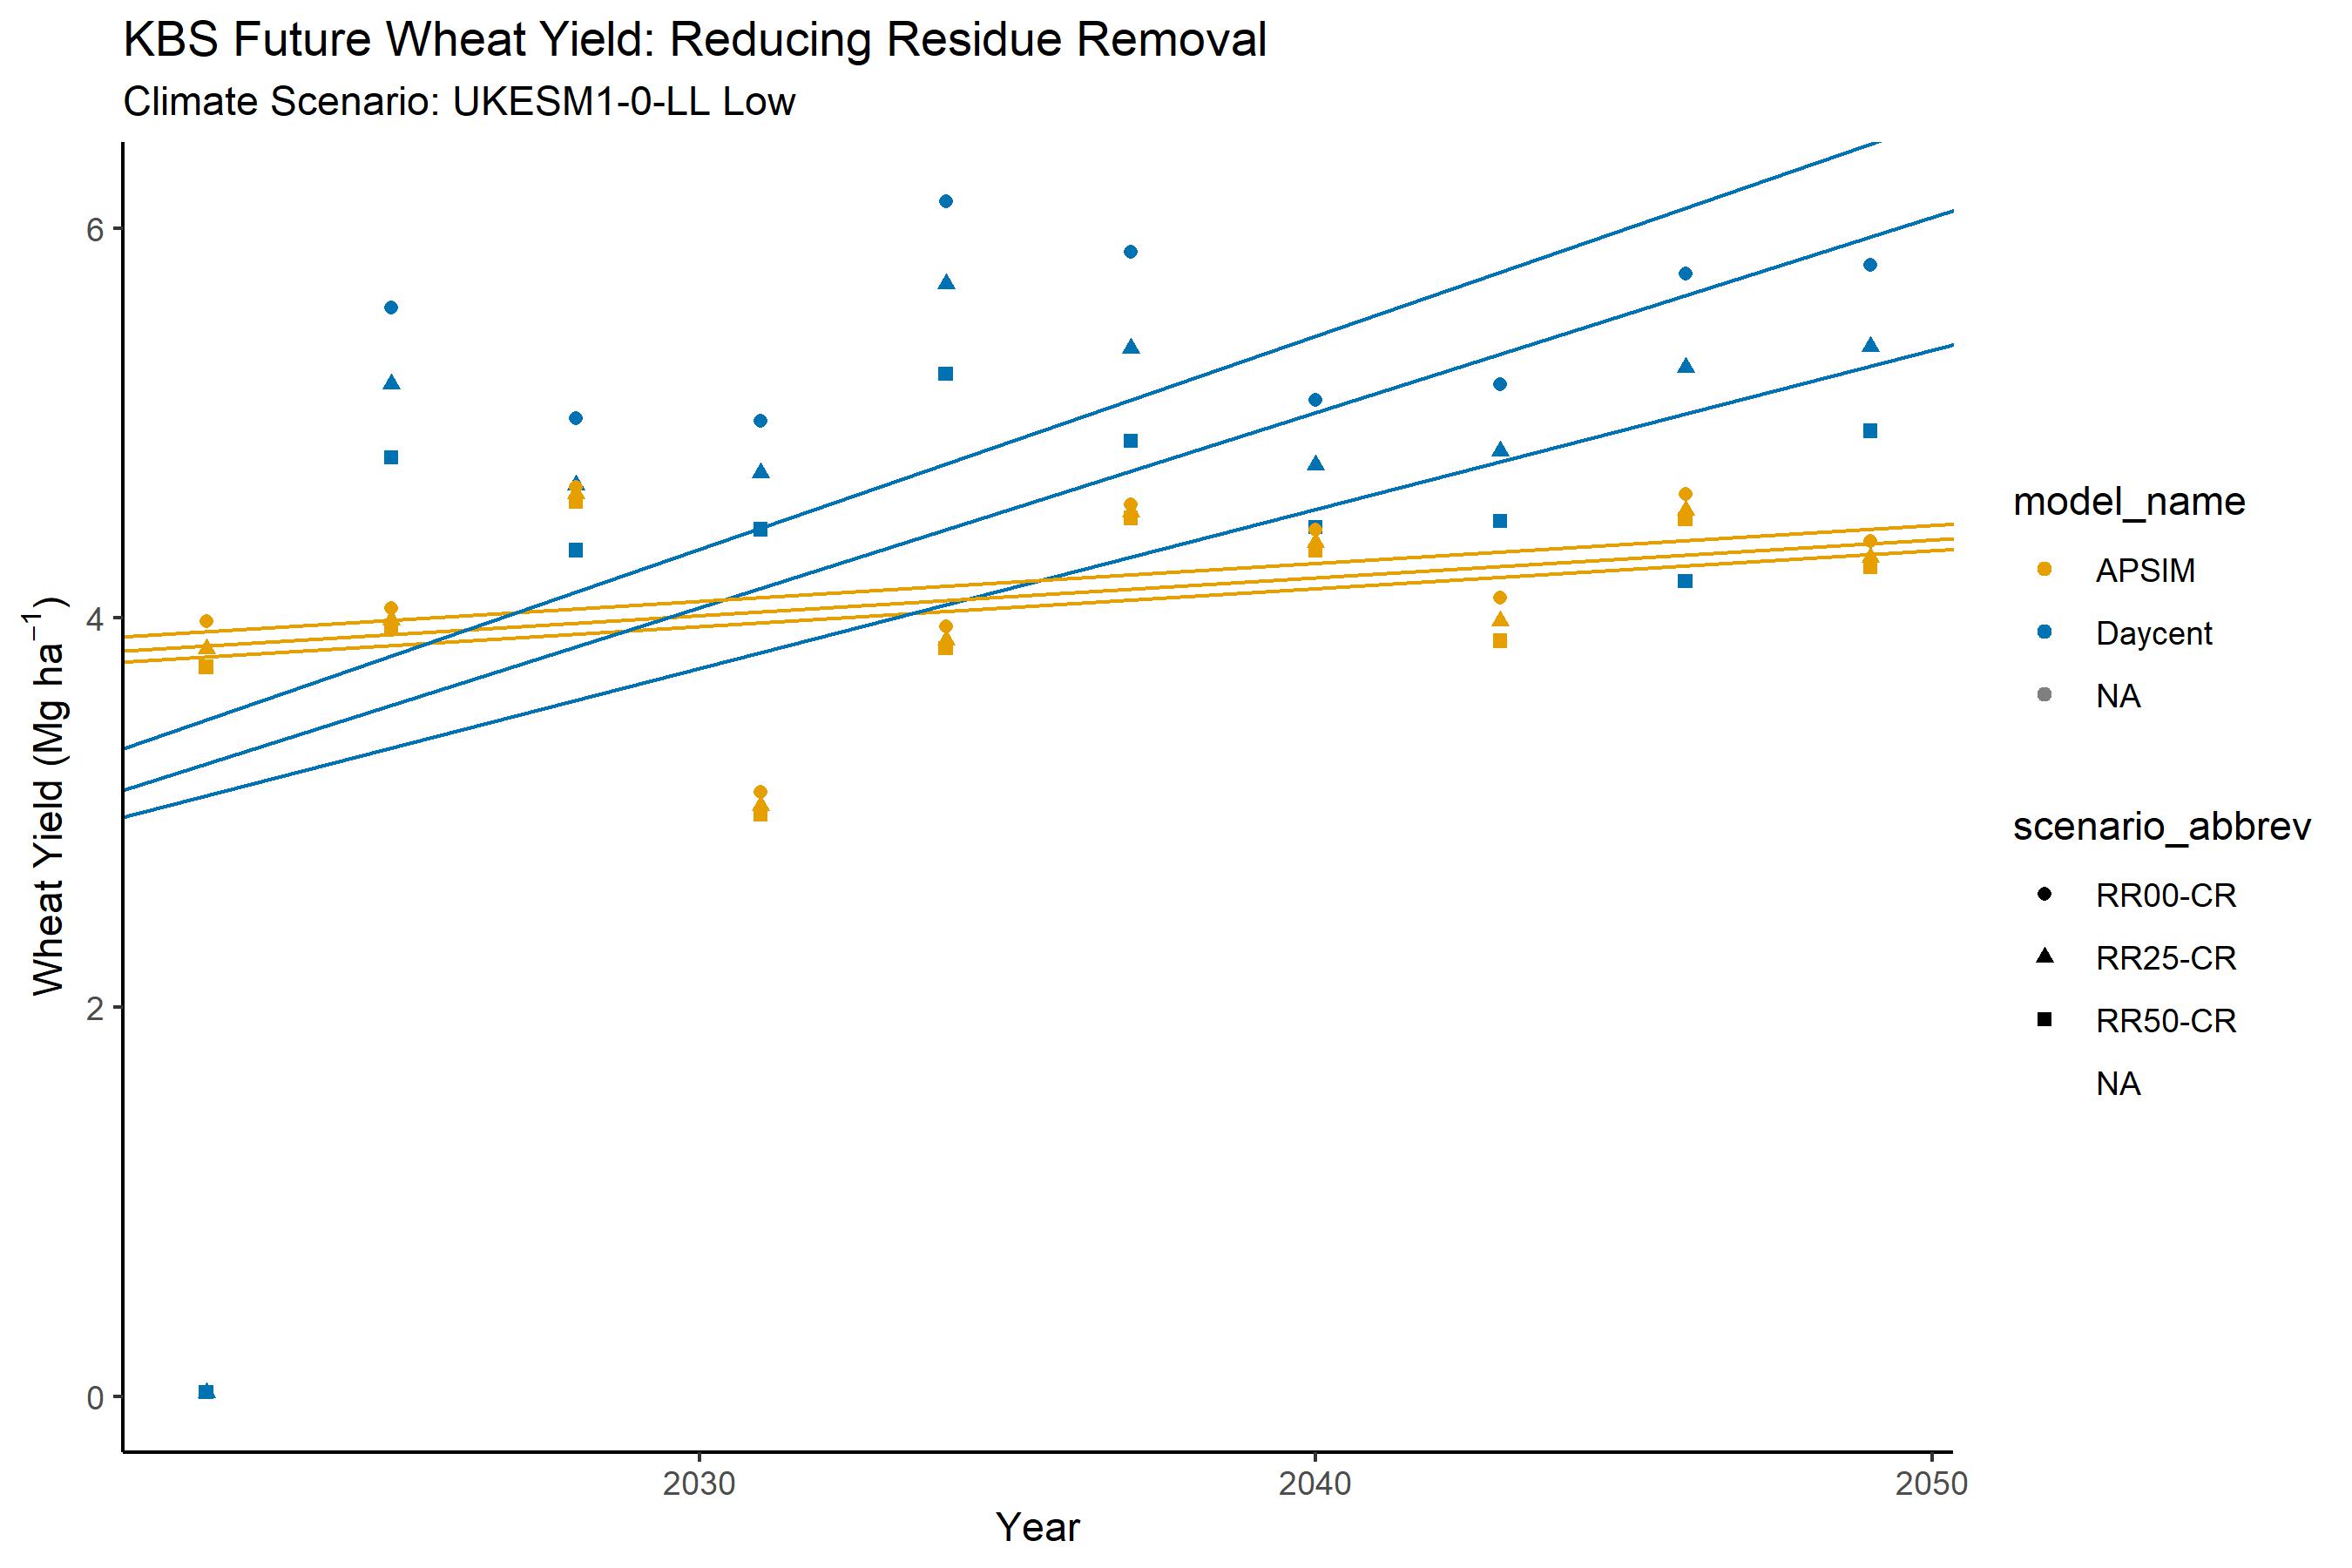 KBS Future Wheat Yield: Reducing Residue Removal
Climate Scenario: UKESM1-0-LL Low
6
4
2
0
Wheat Yield (Mg ha⁻¹)
2030
2040
2050
Year
model_name
APSIM
Daycent
NA
scenario_abbrev
RR00-CR
RR25-CR
RR50-CR
NA